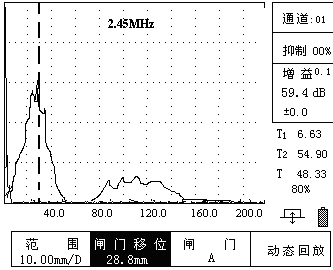 2.45MHz
通道:01
抑制 00%
增益 0.1
59.4 dB
±0.0
T1 6.63
T2 54.90
T 48.33
80%
40.0 80.0 120.0 160.0 200.0
范围
10.00mm/D
闸门移位
28.8mm
闸门
A
动态回放